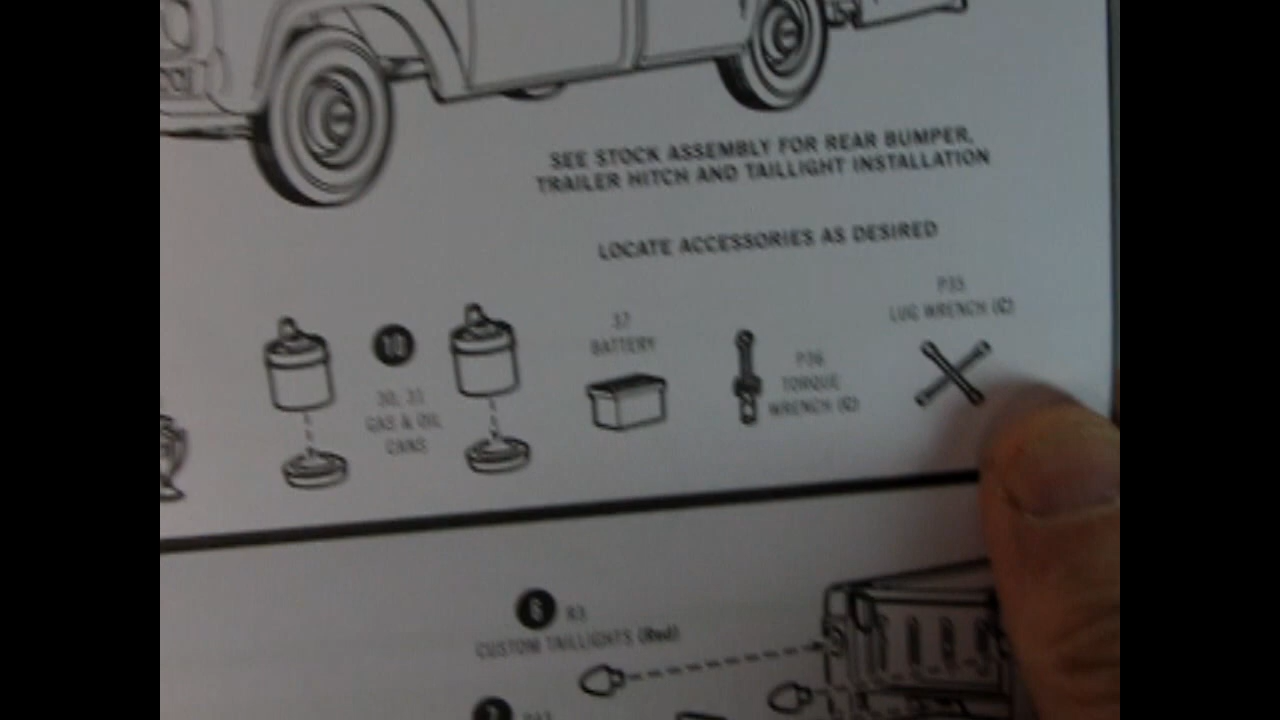 SEE STOCK ASSEMBLY FOR REAR BUMPER,
TRAILER HITCH AND TAILLIGHT INSTALLATION
LOCATE ACCESSORIES AS DESIRED
P35
LUG WRENCH (C)
10
30, 31
GAS & OIL
CANS
37
BATTERY
P36
TORQUE
WRENCH (C)
6
CUSTOM TAILLIGHTS (Red)
7